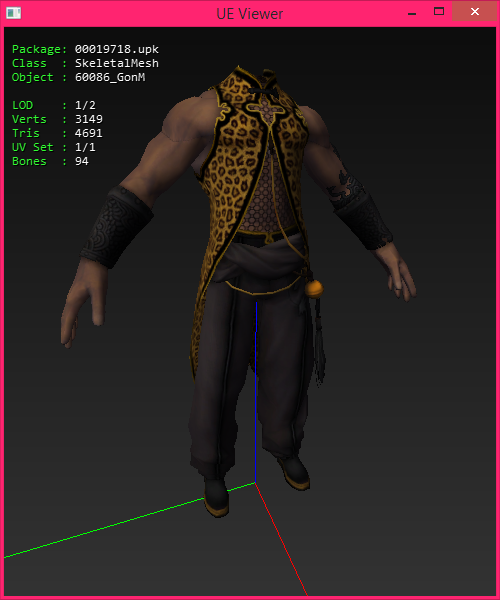 UE Viewer
Package: 00019718.upk
Class : SkeletalMesh
Object : 60086_GonM
LOD : 1/2
Verts : 3149
Tris : 4691
UV Set : 1/1
Bones : 94